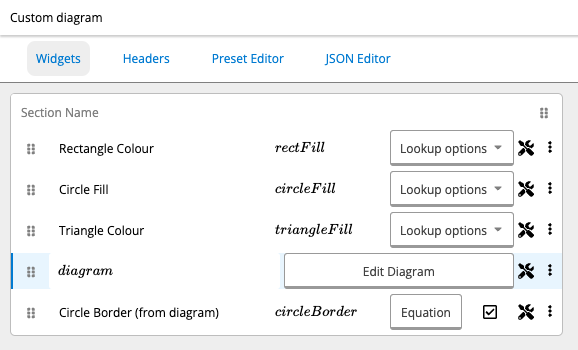 Custom diagram
Widgets Headers Preset Editor JSON Editor
Section Name
Rectangle Colour rectFill Lookup options
Circle Fill circleFill Lookup options
Triangle Colour triangleFill Lookup options
diagram Edit Diagram
Circle Border (from diagram) circleBorder Equation